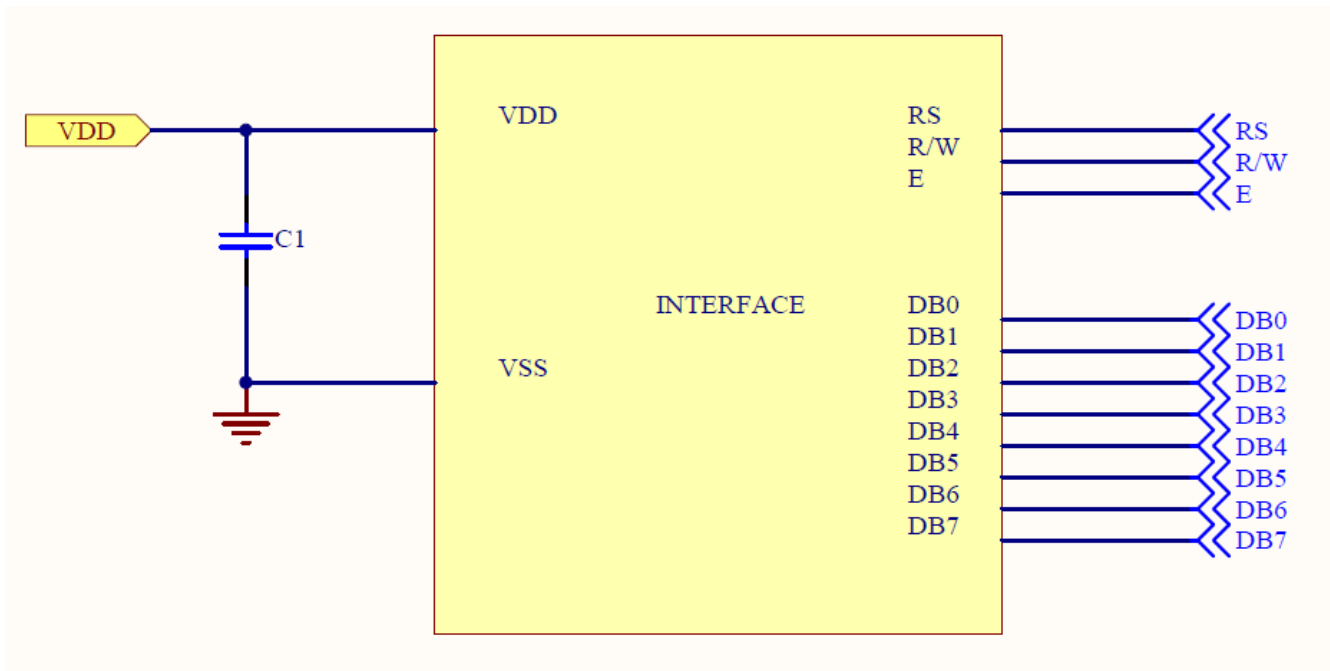 VDD
VDD
RS
RS
R/W
R/W
E
E
C1
INTERFACE
DB0
DB0
DB1
DB1
VSS
DB2
DB2
DB3
DB3
DB4
DB4
DB5
DB5
DB6
DB6
DB7
DB7